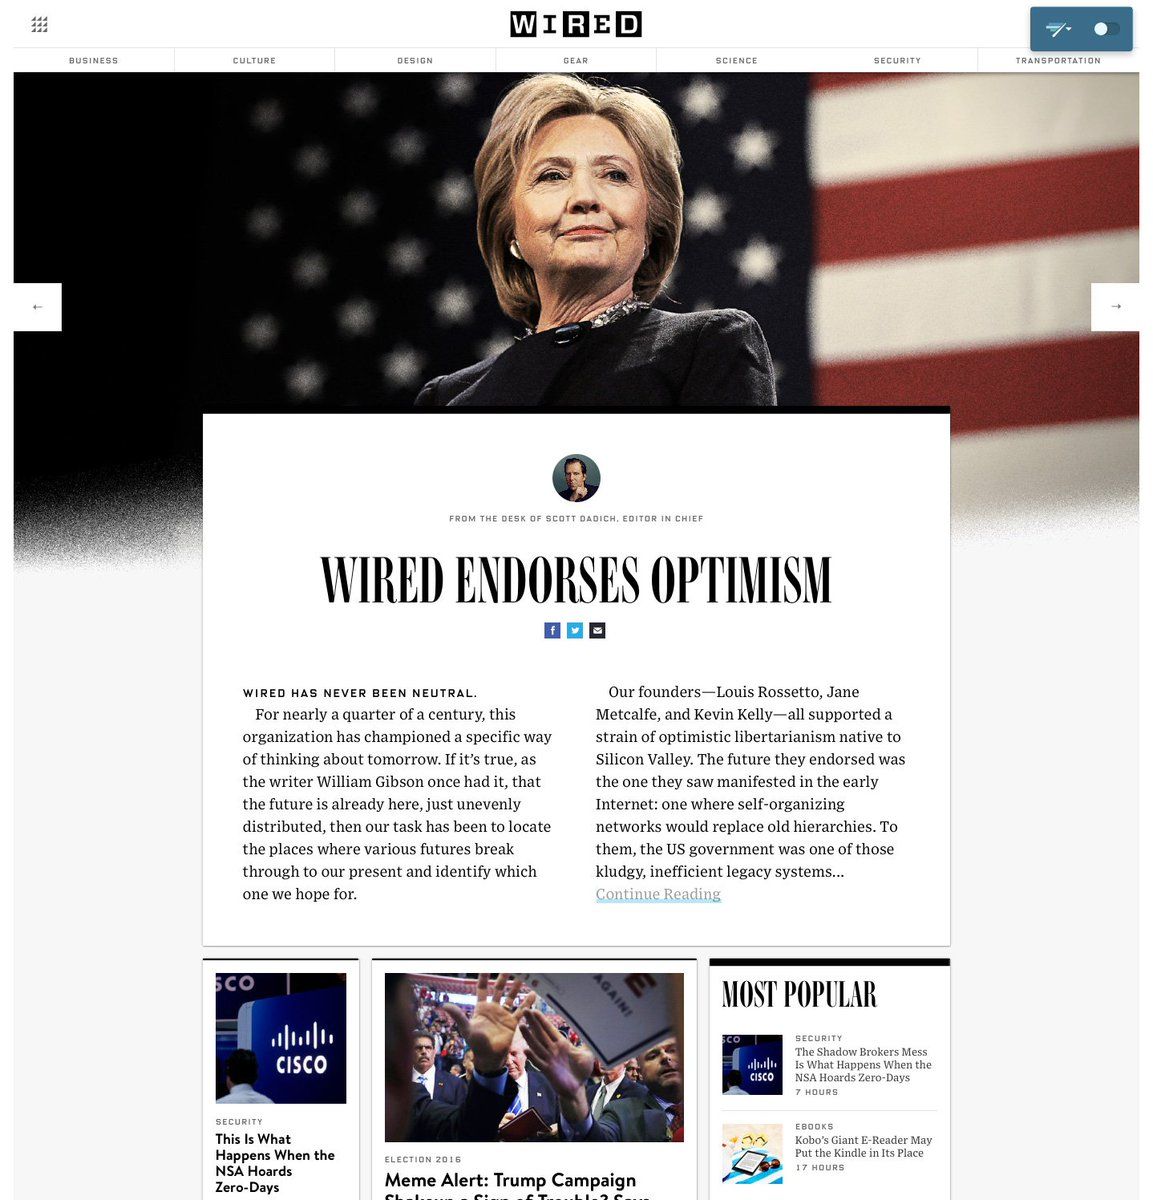 WIRED
BUSINESS
CULTURE
DESIGN
GEAR
SCIENCE
SECURITY
TRANSPORTATION
←
→
FROM THE DESK OF SCOTT DADICH, EDITOR IN CHIEF
WIRED ENDORSES OPTIMISM
WIRED HAS NEVER BEEN NEUTRAL.
For nearly a quarter of a century, this
organization has championed a specific way
of thinking about tomorrow. If it's true, as
the writer William Gibson once had it, that
the future is already here, just unevenly
distributed, then our task has been to locate
the places where various futures break
through to our present and identify which
one we hope for.
Our founders—Louis Rossetto, Jane
Metcalfe, and Kevin Kelly—all supported a
strain of optimistic libertarianism native to
Silicon Valley. The future they endorsed was
the one they saw manifested in the early
Internet: one where self-organizing
networks would replace old hierarchies. To
them, the US government was one of those
kludgy, inefficient legacy systems...
Continue Reading
SCO
CISCO
SECURITY
This Is What
Happens When the
NSA Hoards
Zero-Days
AGAIN!
ELECTION 2016
Meme Alert: Trump Campaign
Shakeup a Sign of Trouble? Says
MOST POPULAR
CISCO
SECURITY
The Shadow Brokers Mess
Is What Happens When the
NSA Hoards Zero-Days
7 HOURS
EBOOKS
Kobo's Giant E-Reader May
Put the Kindle in Its Place
17 HOURS